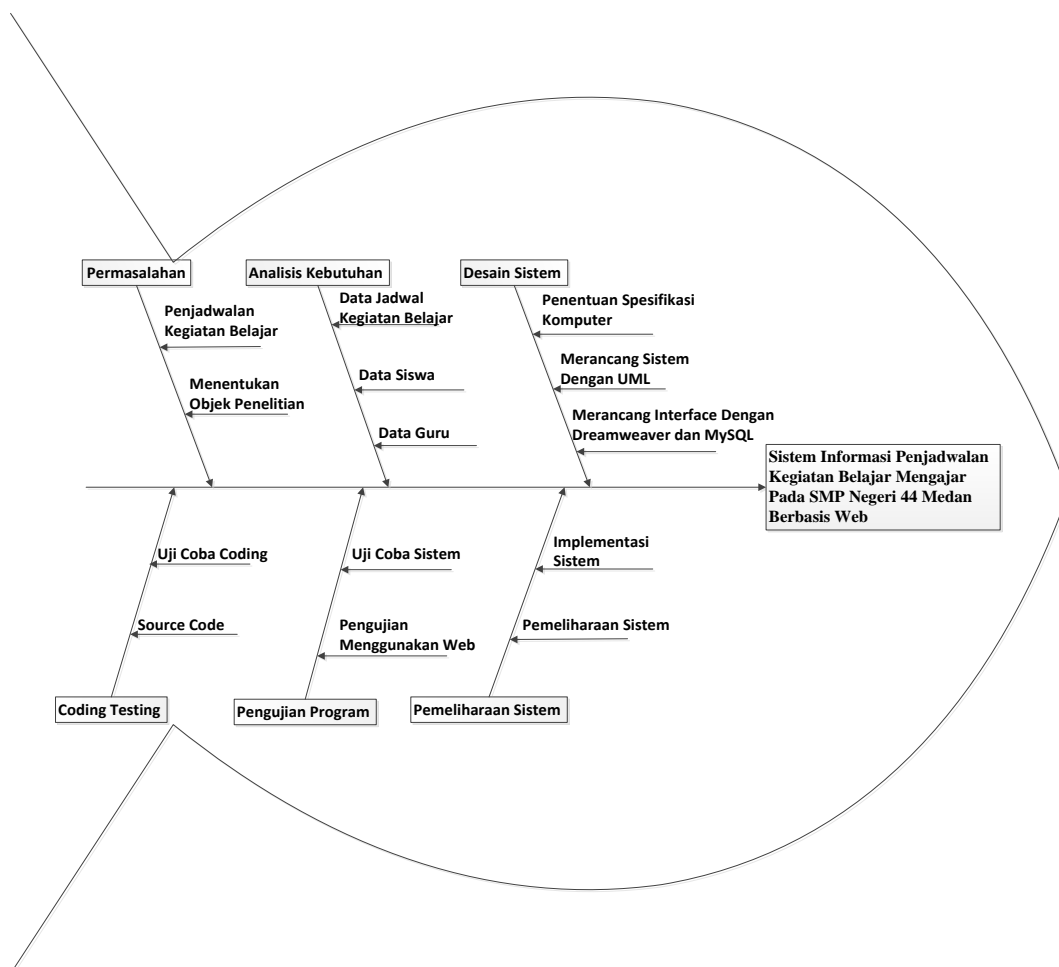 Permasalahan
Analisis Kebutuhan
Desain Sistem
Penjadwalan
Kegiatan Belajar
Menentukan
Objek Penelitian
Data Jadwal
Kegiatan Belajar
Data Siswa
Data Guru
Penentuan Spesifikasi
Komputer
Merancang Sistem
Dengan UML
Merancang Interface Dengan
Dreamweaver dan MySQL
Sistem Informasi Penjadwalan
Kegiatan Belajar Mengajar
Pada SMP Negeri 44 Medan
Berbasis Web
Uji Coba Coding
Source Code
Uji Coba Sistem
Pengujian
Menggunakan Web
Implementasi
Sistem
Pemeliharaan Sistem
Coding Testing
Pengujian Program
Pemeliharaan Sistem